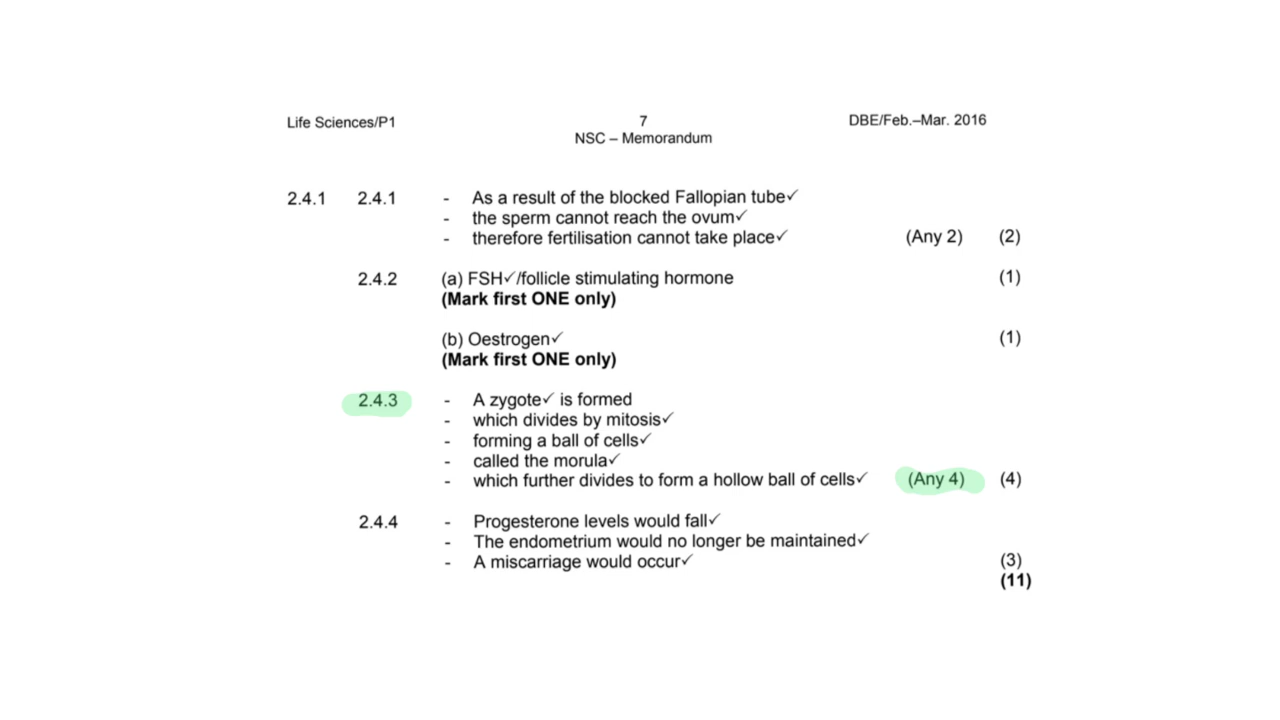 Life Sciences/P1 7 DBE/Feb.–Mar. 2016
NSC – Memorandum
2.4.1 2.4.1 - As a result of the blocked Fallopian tube✓
- the sperm cannot reach the ovum✓
- therefore fertilisation cannot take place✓ (Any 2) (2)
2.4.2 (a) FSH✓/follicle stimulating hormone (1)
(Mark first ONE only)
(b) Oestrogen✓ (1)
(Mark first ONE only)
2.4.3 - A zygote✓ is formed
- which divides by mitosis✓
- forming a ball of cells✓
- called the morula✓
- which further divides to form a hollow ball of cells✓ (Any 4) (4)
2.4.4 - Progesterone levels would fall✓
- The endometrium would no longer be maintained✓
- A miscarriage would occur✓ (3)
(11)